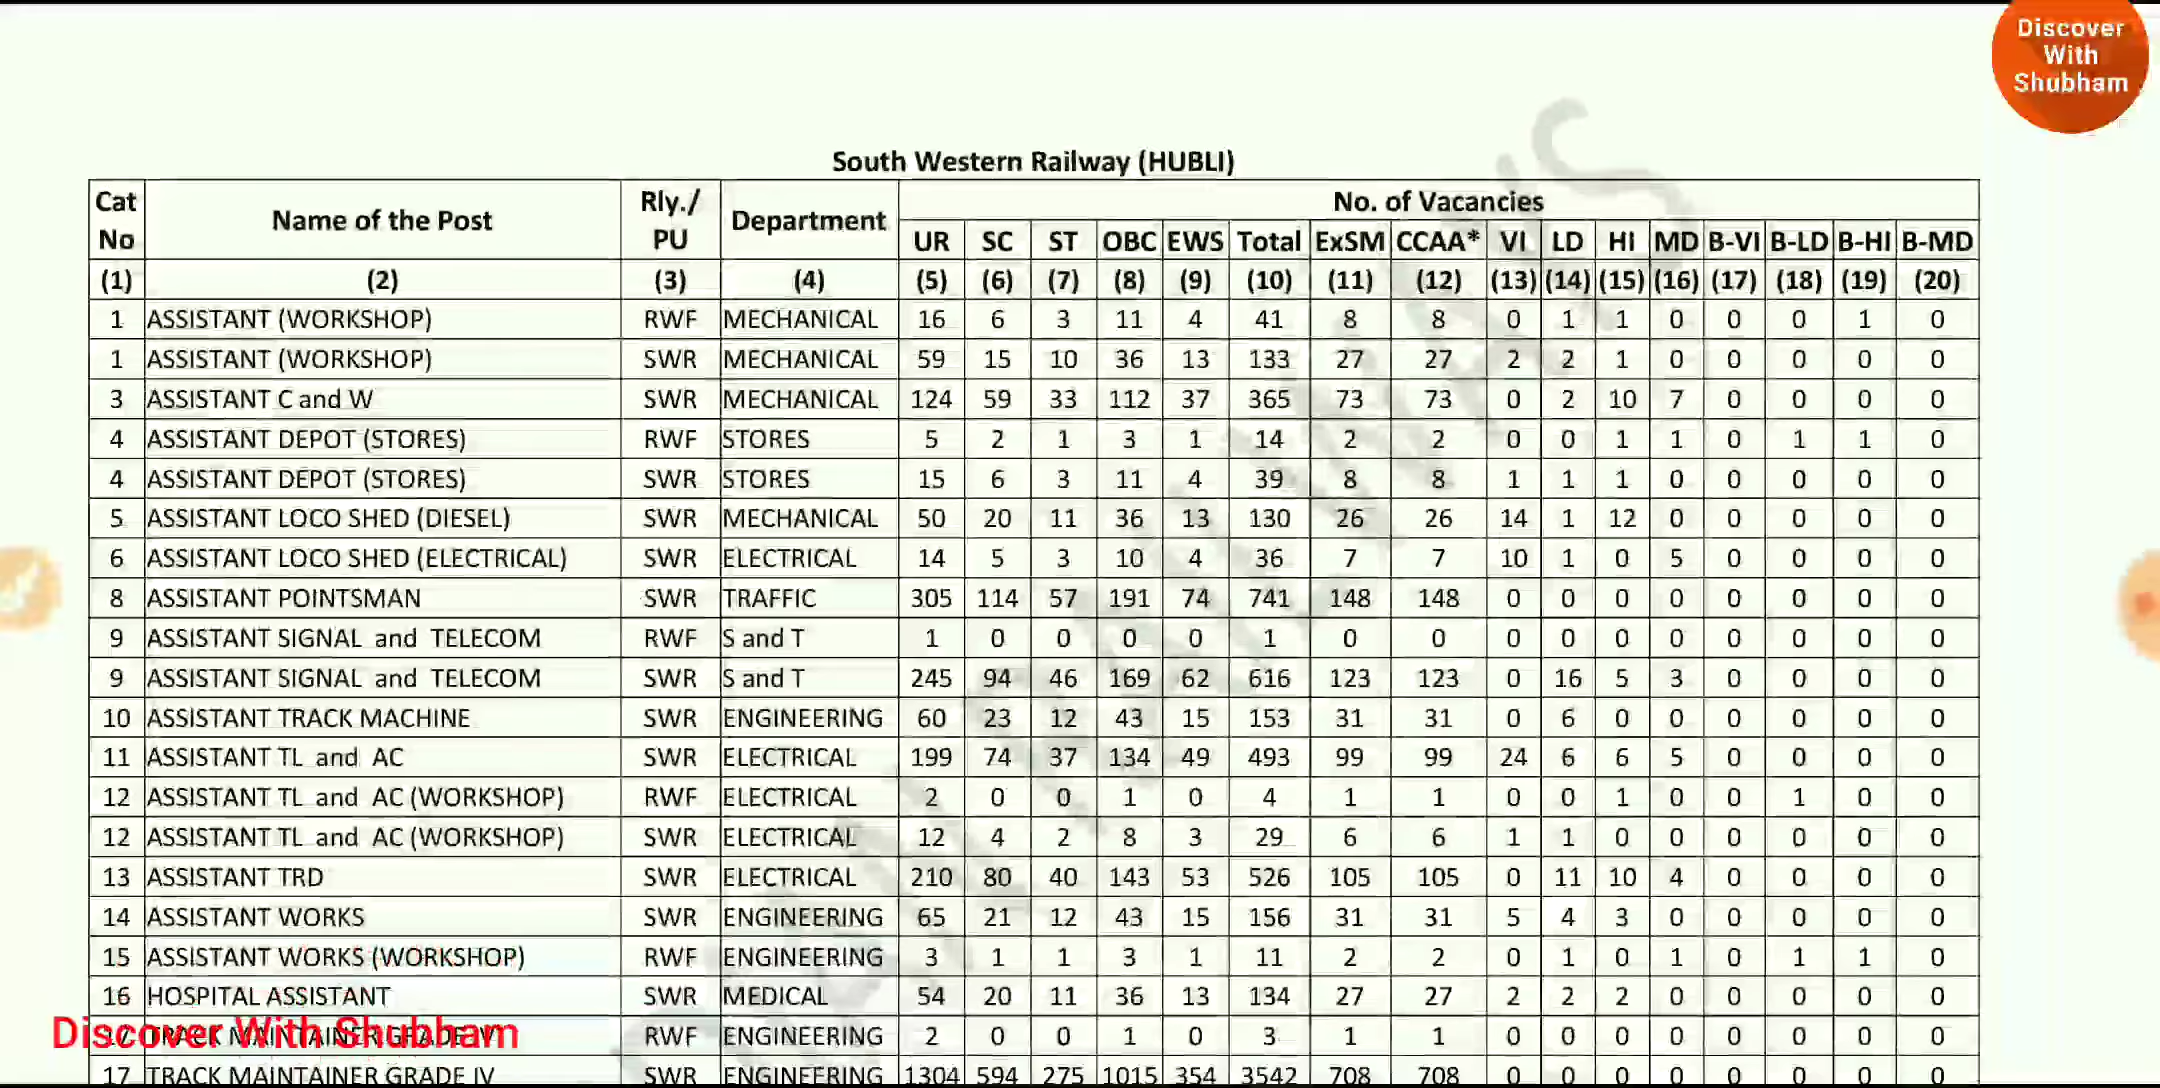 Discover
With
Shubham
South Western Railway (HUBLI)
Cat No Name of the Post Rly./ PU Department No. of Vacancies
UR SC ST OBC EWS Total ExSM CCAA* VI LD HI MD B-VI B-LD B-HI B-MD
(1) (2) (3) (4) (5) (6) (7) (8) (9) (10) (11) (12) (13) (14) (15) (16) (17) (18) (19) (20)
1 ASSISTANT (WORKSHOP) RWF MECHANICAL 16 6 3 11 4 41 8 8 0 1 1 0 0 0 1 0
1 ASSISTANT (WORKSHOP) SWR MECHANICAL 59 15 10 36 13 133 27 27 2 2 1 0 0 0 0 0
3 ASSISTANT C and W SWR MECHANICAL 124 59 33 112 37 365 73 73 0 2 10 7 0 0 0 0
4 ASSISTANT DEPOT (STORES) RWF STORES 5 2 1 3 1 14 2 2 0 0 1 1 0 1 1 0
4 ASSISTANT DEPOT (STORES) SWR STORES 15 6 3 11 4 39 8 8 1 1 1 0 0 0 0 0
5 ASSISTANT LOCO SHED (DIESEL) SWR MECHANICAL 50 20 11 36 13 130 26 26 14 1 12 0 0 0 0 0
6 ASSISTANT LOCO SHED (ELECTRICAL) SWR ELECTRICAL 14 5 3 10 4 36 7 7 10 1 0 5 0 0 0 0
8 ASSISTANT POINTSMAN SWR TRAFFIC 305 114 57 191 74 741 148 148 0 0 0 0 0 0 0 0
9 ASSISTANT SIGNAL and TELECOM RWF S and T 1 0 0 0 0 1 0 0 0 0 0 0 0 0 0 0
9 ASSISTANT SIGNAL and TELECOM SWR S and T 245 94 46 169 62 616 123 123 0 16 5 3 0 0 0 0
10 ASSISTANT TRACK MACHINE SWR ENGINEERING 60 23 12 43 15 153 31 31 0 6 0 0 0 0 0 0
11 ASSISTANT TL and AC SWR ELECTRICAL 199 74 37 134 49 493 99 99 24 6 6 5 0 0 0 0
12 ASSISTANT TL and AC (WORKSHOP) RWF ELECTRICAL 2 0 0 1 0 4 1 1 0 0 1 0 0 1 0 0
12 ASSISTANT TL and AC (WORKSHOP) SWR ELECTRICAL 12 4 2 8 3 29 6 6 1 1 0 0 0 0 0 0
13 ASSISTANT TRD SWR ELECTRICAL 210 80 40 143 53 526 105 105 0 11 10 4 0 0 0 0
14 ASSISTANT WORKS SWR ENGINEERING 65 21 12 43 15 156 31 31 5 4 3 0 0 0 0 0
15 ASSISTANT WORKS (WORKSHOP) RWF ENGINEERING 3 1 1 3 1 11 2 2 0 1 0 1 0 1 1 0
16 HOSPITAL ASSISTANT SWR MEDICAL 54 20 11 36 13 134 27 27 2 2 2 0 0 0 0 0
Discover With Shubham
17 TRACK MAINTAINER GRADE IV RWF ENGINEERING 2 0 0 1 0 3 1 1 0 0 0 0 0 0 0 0
17 TRACK MAINTAINER GRADE IV SWR ENGINEERING 1304 594 275 1015 354 3542 708 708 0 0 0 0 0 0 0 0